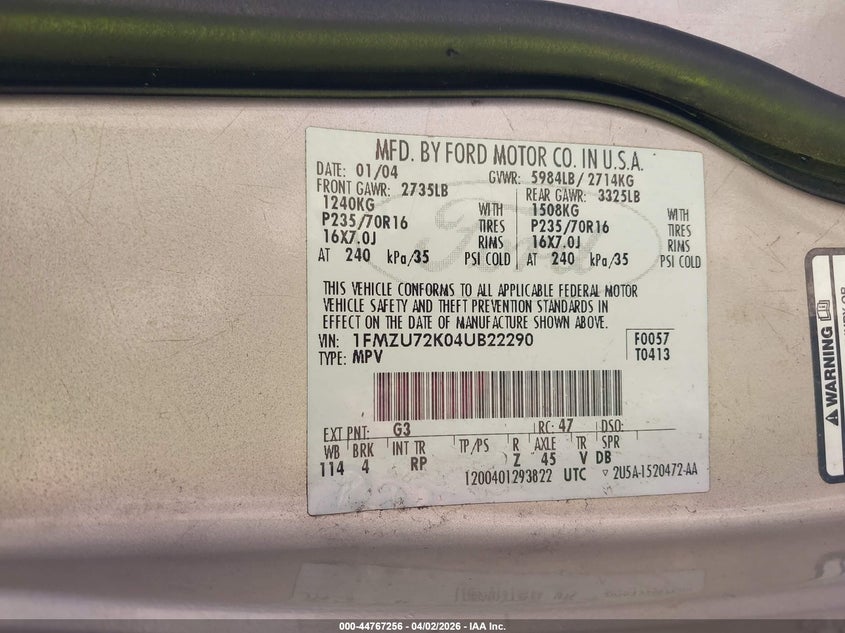 MFD. BY FORD MOTOR CO. IN U.S.A.
DATE: 01/04 GVWR: 5984LB/ 2714KG
FRONT GAWR: 2735LB REAR GAWR: 3325LB
1240KG WITH 1508KG WITH
P235/70R16 TIRES P235/70R16 TIRES
16X7.0J RIMS 16X7.0J RIMS
AT 240 kPa/35 PSI COLD AT 240 kPa/35 PSI COLD
Ford
THIS VEHICLE CONFORMS TO ALL APPLICABLE FEDERAL MOTOR
VEHICLE SAFETY AND THEFT PREVENTION STANDARDS IN
EFFECT ON THE DATE OF MANUFACTURE SHOWN ABOVE.
VIN: 1FMZU72K04UB22290 F0057
TYPE: MPV T0413
EXT PNT: G3 RC: 47 DSO:
WB BRK INT TR TP/PS R AXLE TR SPR
114 4 RP Z 45 V DB
1200401293822 UTC ▽ 2U5A-1520472-AA
WARNING
000-44767256 - 04/02/2026 - IAA Inc.